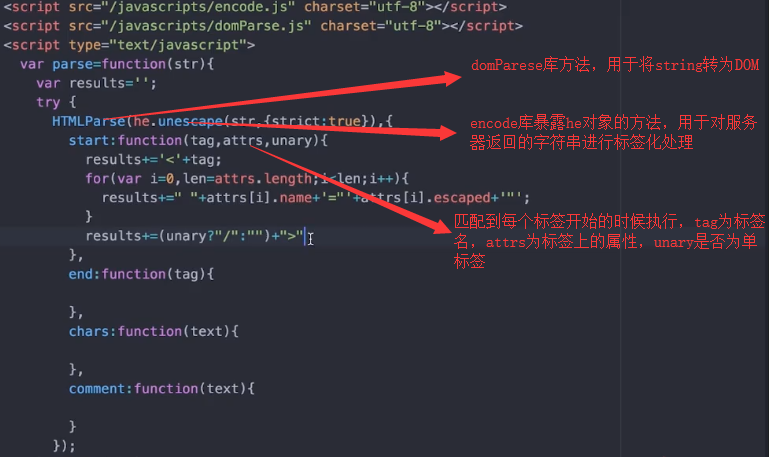 <script src="/javascripts/encode.js" charset="utf-8"></script>
<script src="/javascripts/domParse.js" charset="utf-8"></script>
<script type="text/javascript">
var parse=function(str){
var results='';
try {
HTMLParse(he.unescape(str,{strict:true}),{
start:function(tag,attrs,unary){
results+='<'+tag;
for(var i=0,len=attrs.length;i<len;i++){
results+=" "+attrs[i].name+'="'+attrs[i].escaped+'"';
}
results+=(unary?"/":"")+">"
},
end:function(tag){
},
chars:function(text){
},
comment:function(text){
}
});
domParese库方法，用于将string转为DOM
encode库暴露he对象的方法，用于对服务
器返回的字符串进行标签化处理
匹配到每个标签开始的时候执行，tag为标签
名，attrs为标签上的属性，unary是否为单
标签